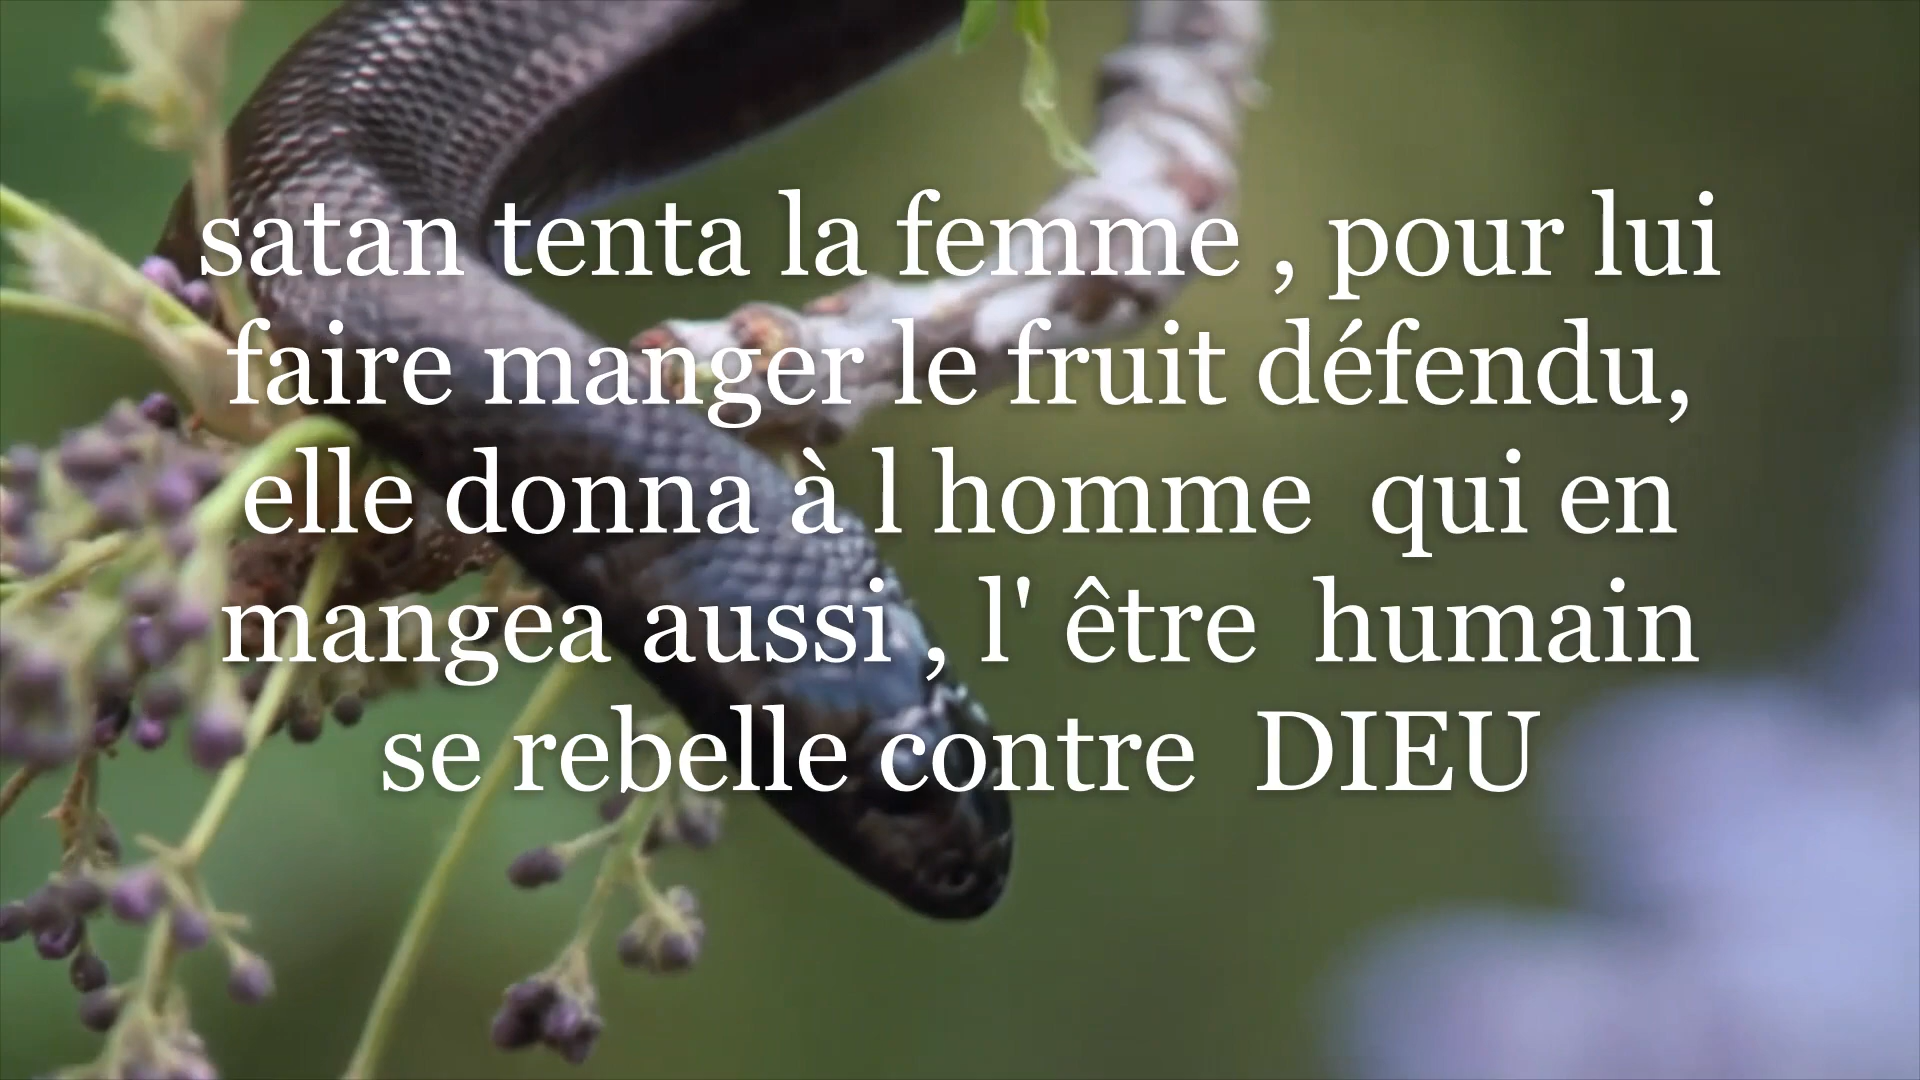 satan tenta la femme , pour lui
faire manger le fruit défendu,
elle donna à l homme  qui en
mangea aussi , l' être  humain
se rebelle contre  DIEU